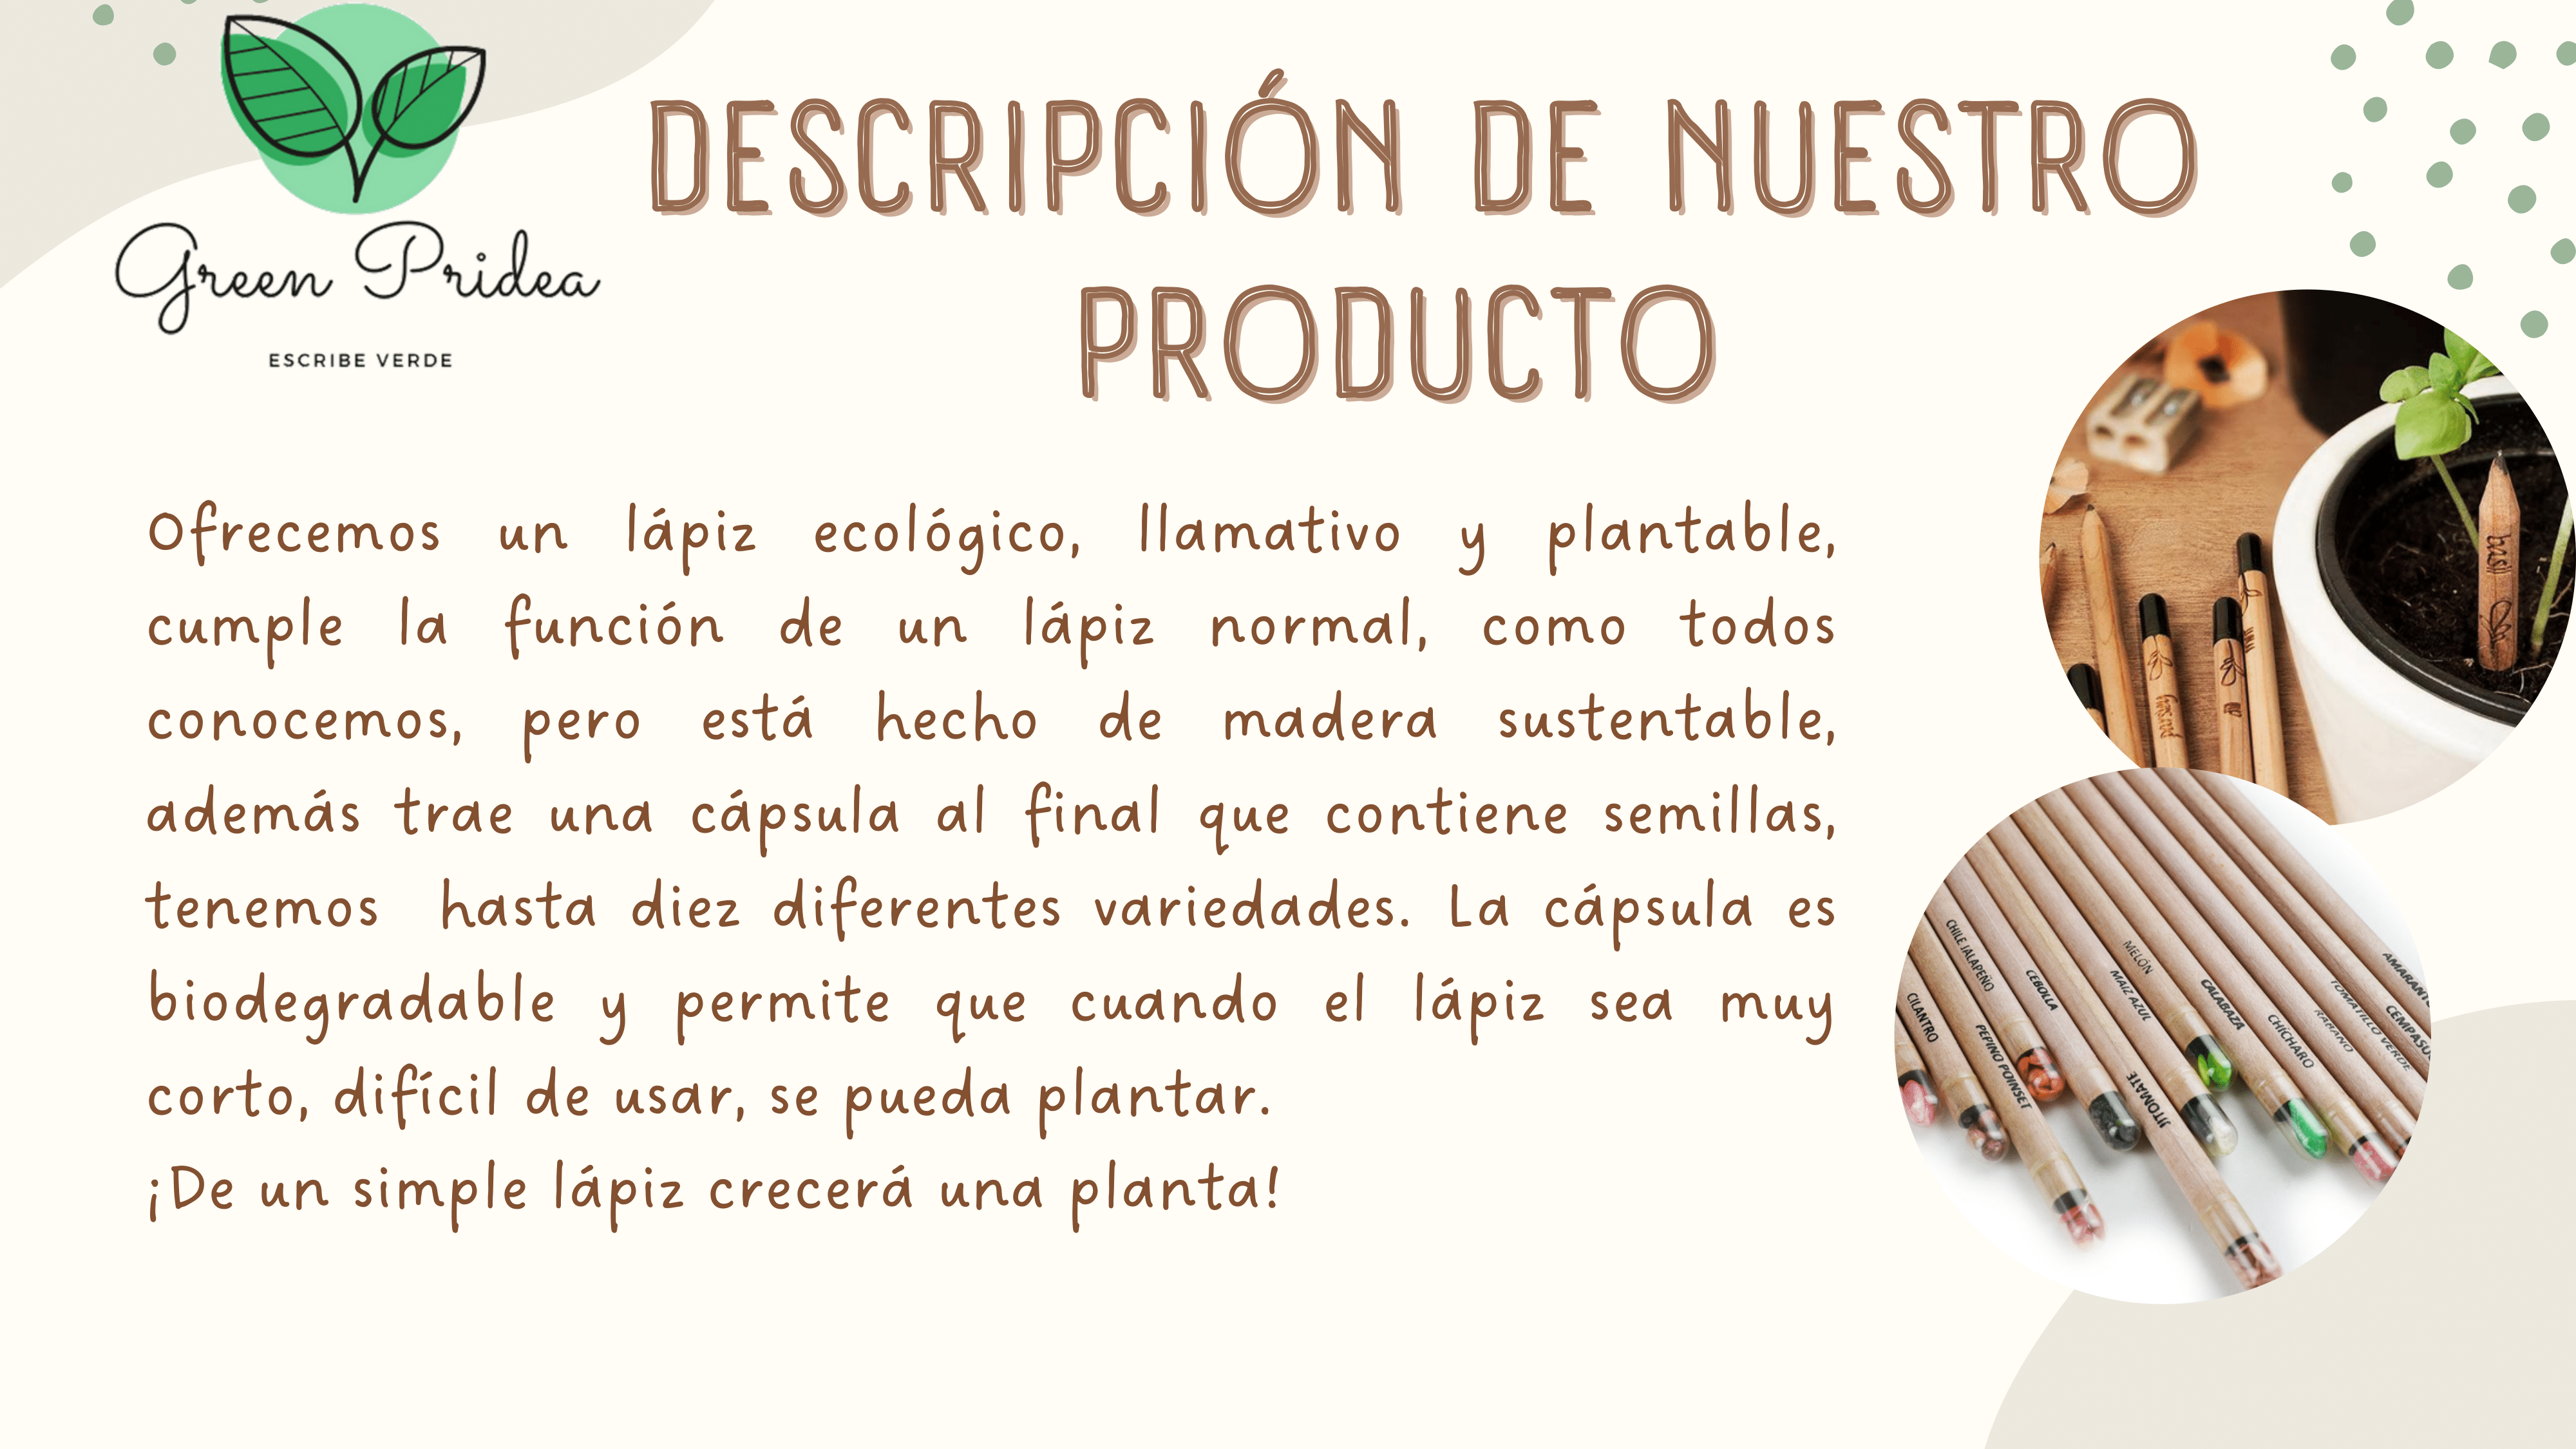 Green Pridea
ESCRIBE VERDE
DESCRIPCIÓN DE NUESTRO
PRODUCTO
Ofrecemos un lápiz ecológico, llamativo y plantable,
cumple la función de un lápiz normal, como todos
conocemos, pero está hecho de madera sustentable,
además trae una cápsula al final que contiene semillas,
tenemos hasta diez diferentes variedades. La cápsula es
biodegradable y permite que cuando el lápiz sea muy
corto, difícil de usar, se pueda plantar.
¡De un simple lápiz crecerá una planta!
basil
CILANTRO
CHILE JALAPEÑO
PEPINO POINSET
CEBOLLA
MAÍZ AZUL
MELÓN
JITOMATE
CALABAZA
CHÍCHARO
RÁBANO
TOMATILLO VERDE